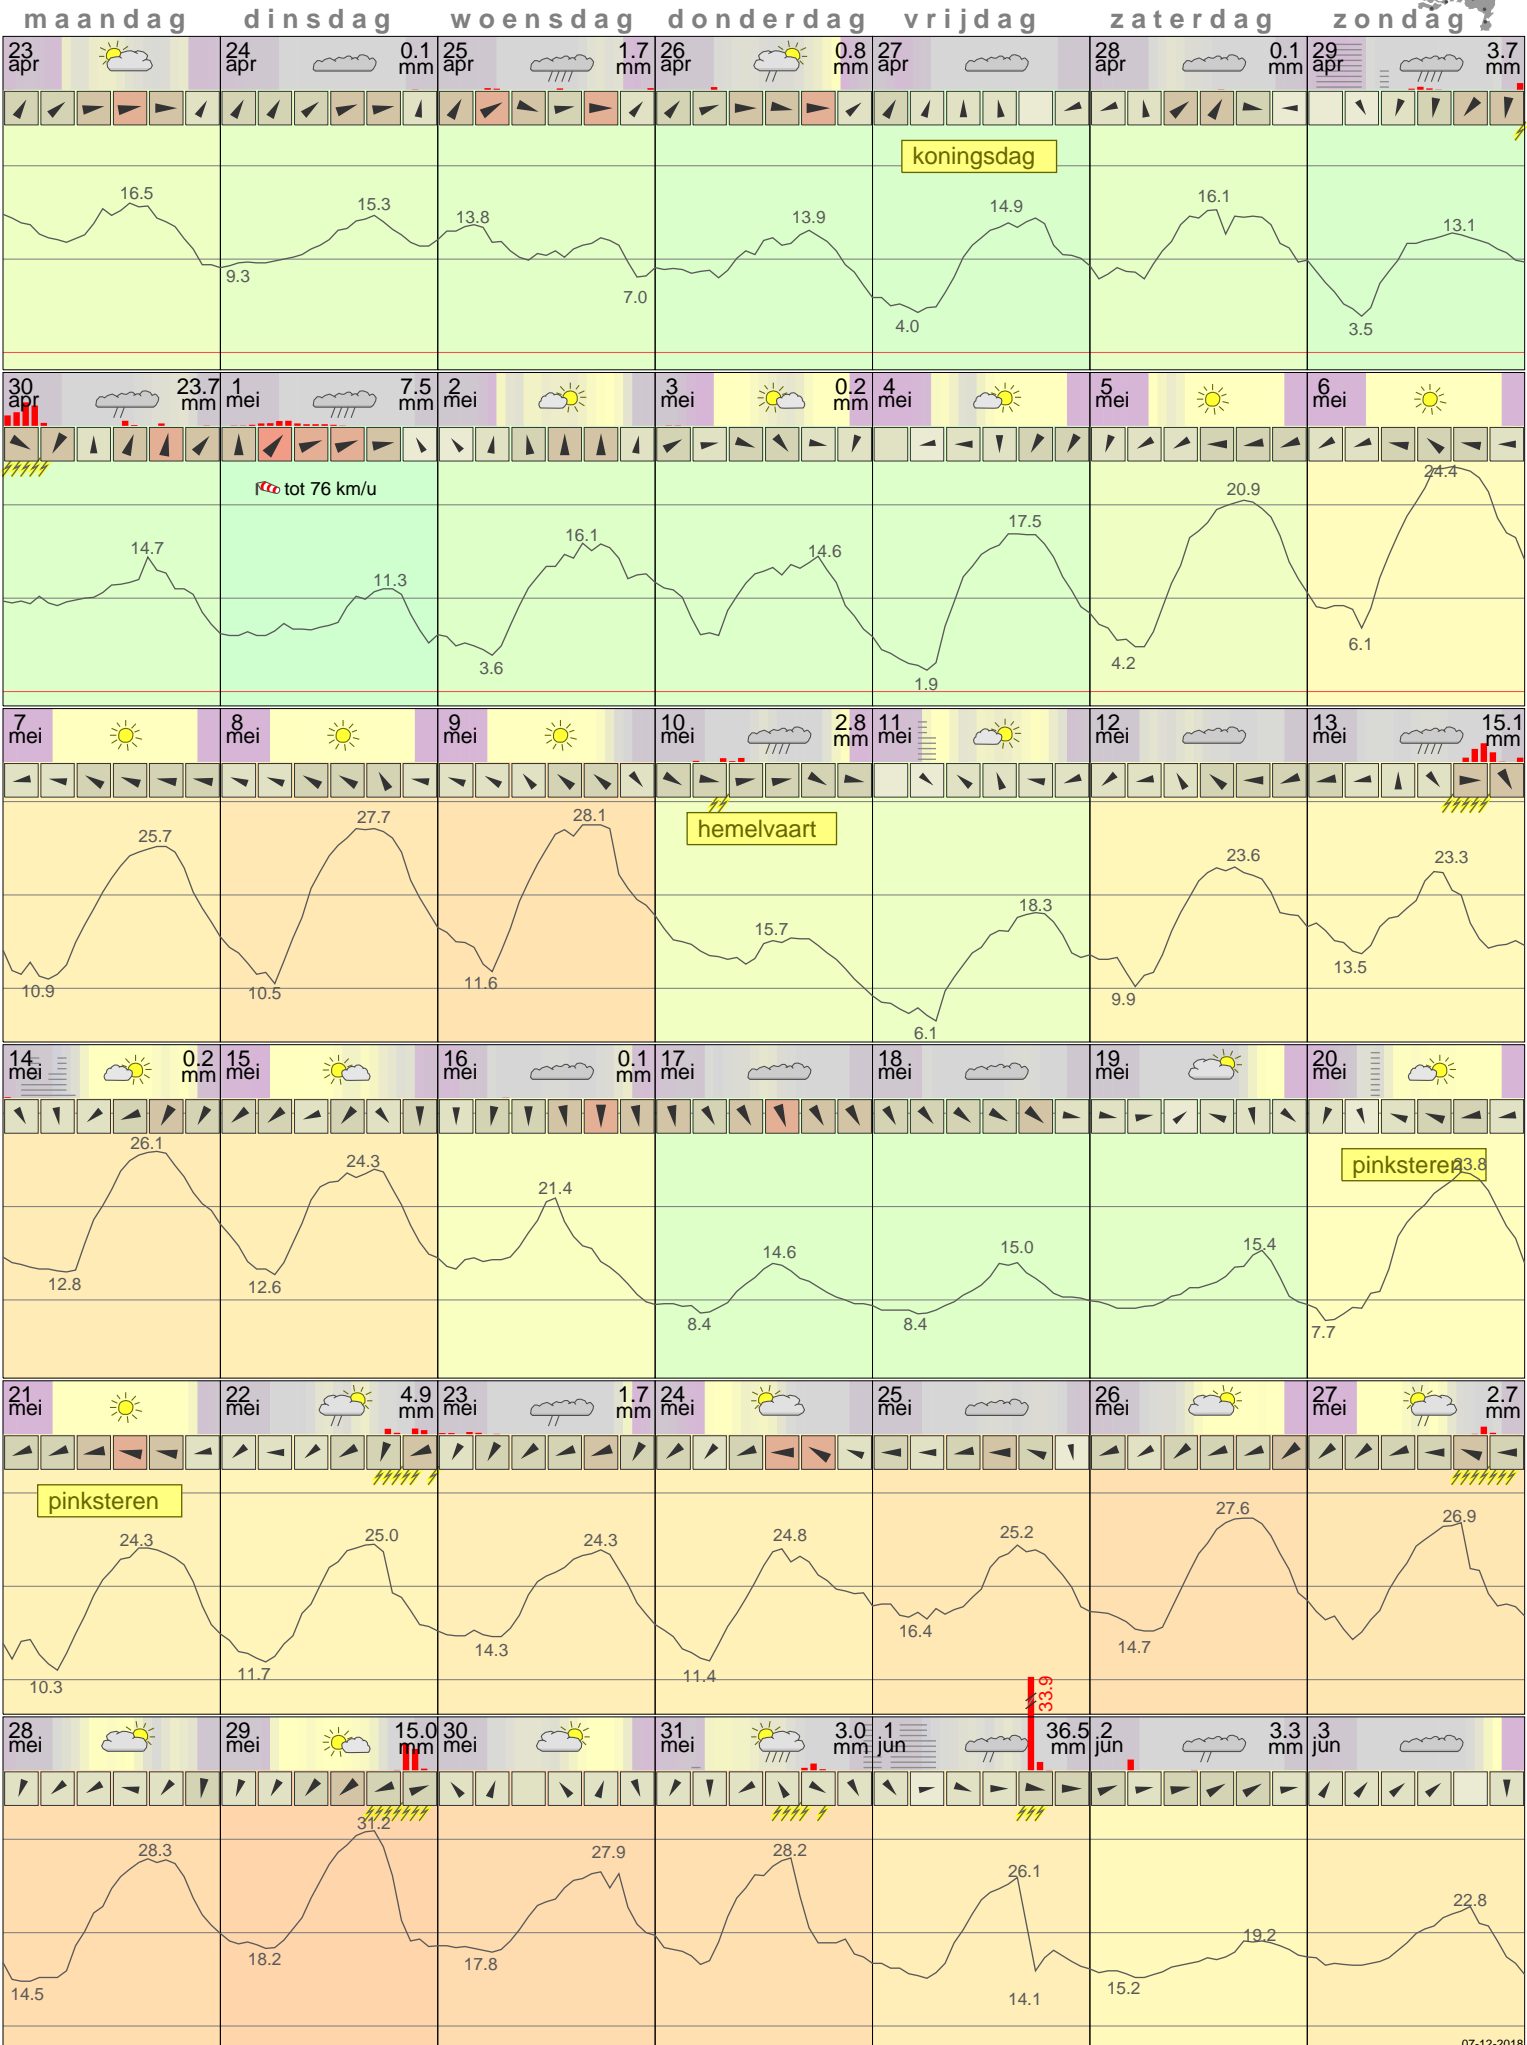 maandag dinsdag woensdag donderdag vrijdag zaterdag zondag
23 apr 24 apr 0.1 mm 25 apr 1.7 mm 26 apr 0.8 mm 27 apr 28 apr 0.1 mm 29 apr 3.7 mm
koningsdag
16.5 15.3 13.8 13.9 14.9 16.1 13.1
9.3 7.0 4.0 3.5
30 apr 23.7 mm 1 mei 7.5 mm 2 mei 3 mei 0.2 mm 4 mei 5 mei 6 mei
tot 76 km/u
14.7 11.3 16.1 14.6 17.5 20.9 24.4
3.6 1.9 4.2 6.1
7 mei 8 mei 9 mei 10 mei 2.8 mm 11 mei 12 mei 13 mei 15.1 mm
hemelvaart
25.7 27.7 28.1 15.7 18.3 23.6 23.3
10.9 10.5 11.6 6.1 9.9 13.5
14 mei 0.2 mm 15 mei 16 mei 0.1 mm 17 mei 18 mei 19 mei 20 mei
pinksteren
26.1 24.3 21.4 14.6 15.0 15.4 23.8
12.8 12.6 8.4 8.4 7.7
21 mei 22 mei 4.9 mm 23 mei 1.7 mm 24 mei 25 mei 26 mei 27 mei 2.7 mm
pinksteren
24.3 25.0 24.3 24.8 25.2 27.6 26.9
10.3 11.7 14.3 11.4 16.4 14.7
33.9
28 mei 29 mei 15.0 mm 30 mei 31 mei 3.0 mm 1 jun 36.5 mm 2 jun 3.3 mm 3 jun
28.3 31.2 27.9 28.2 26.1 19.2 22.8
14.5 18.2 17.8 14.1 15.2
07-12-2018